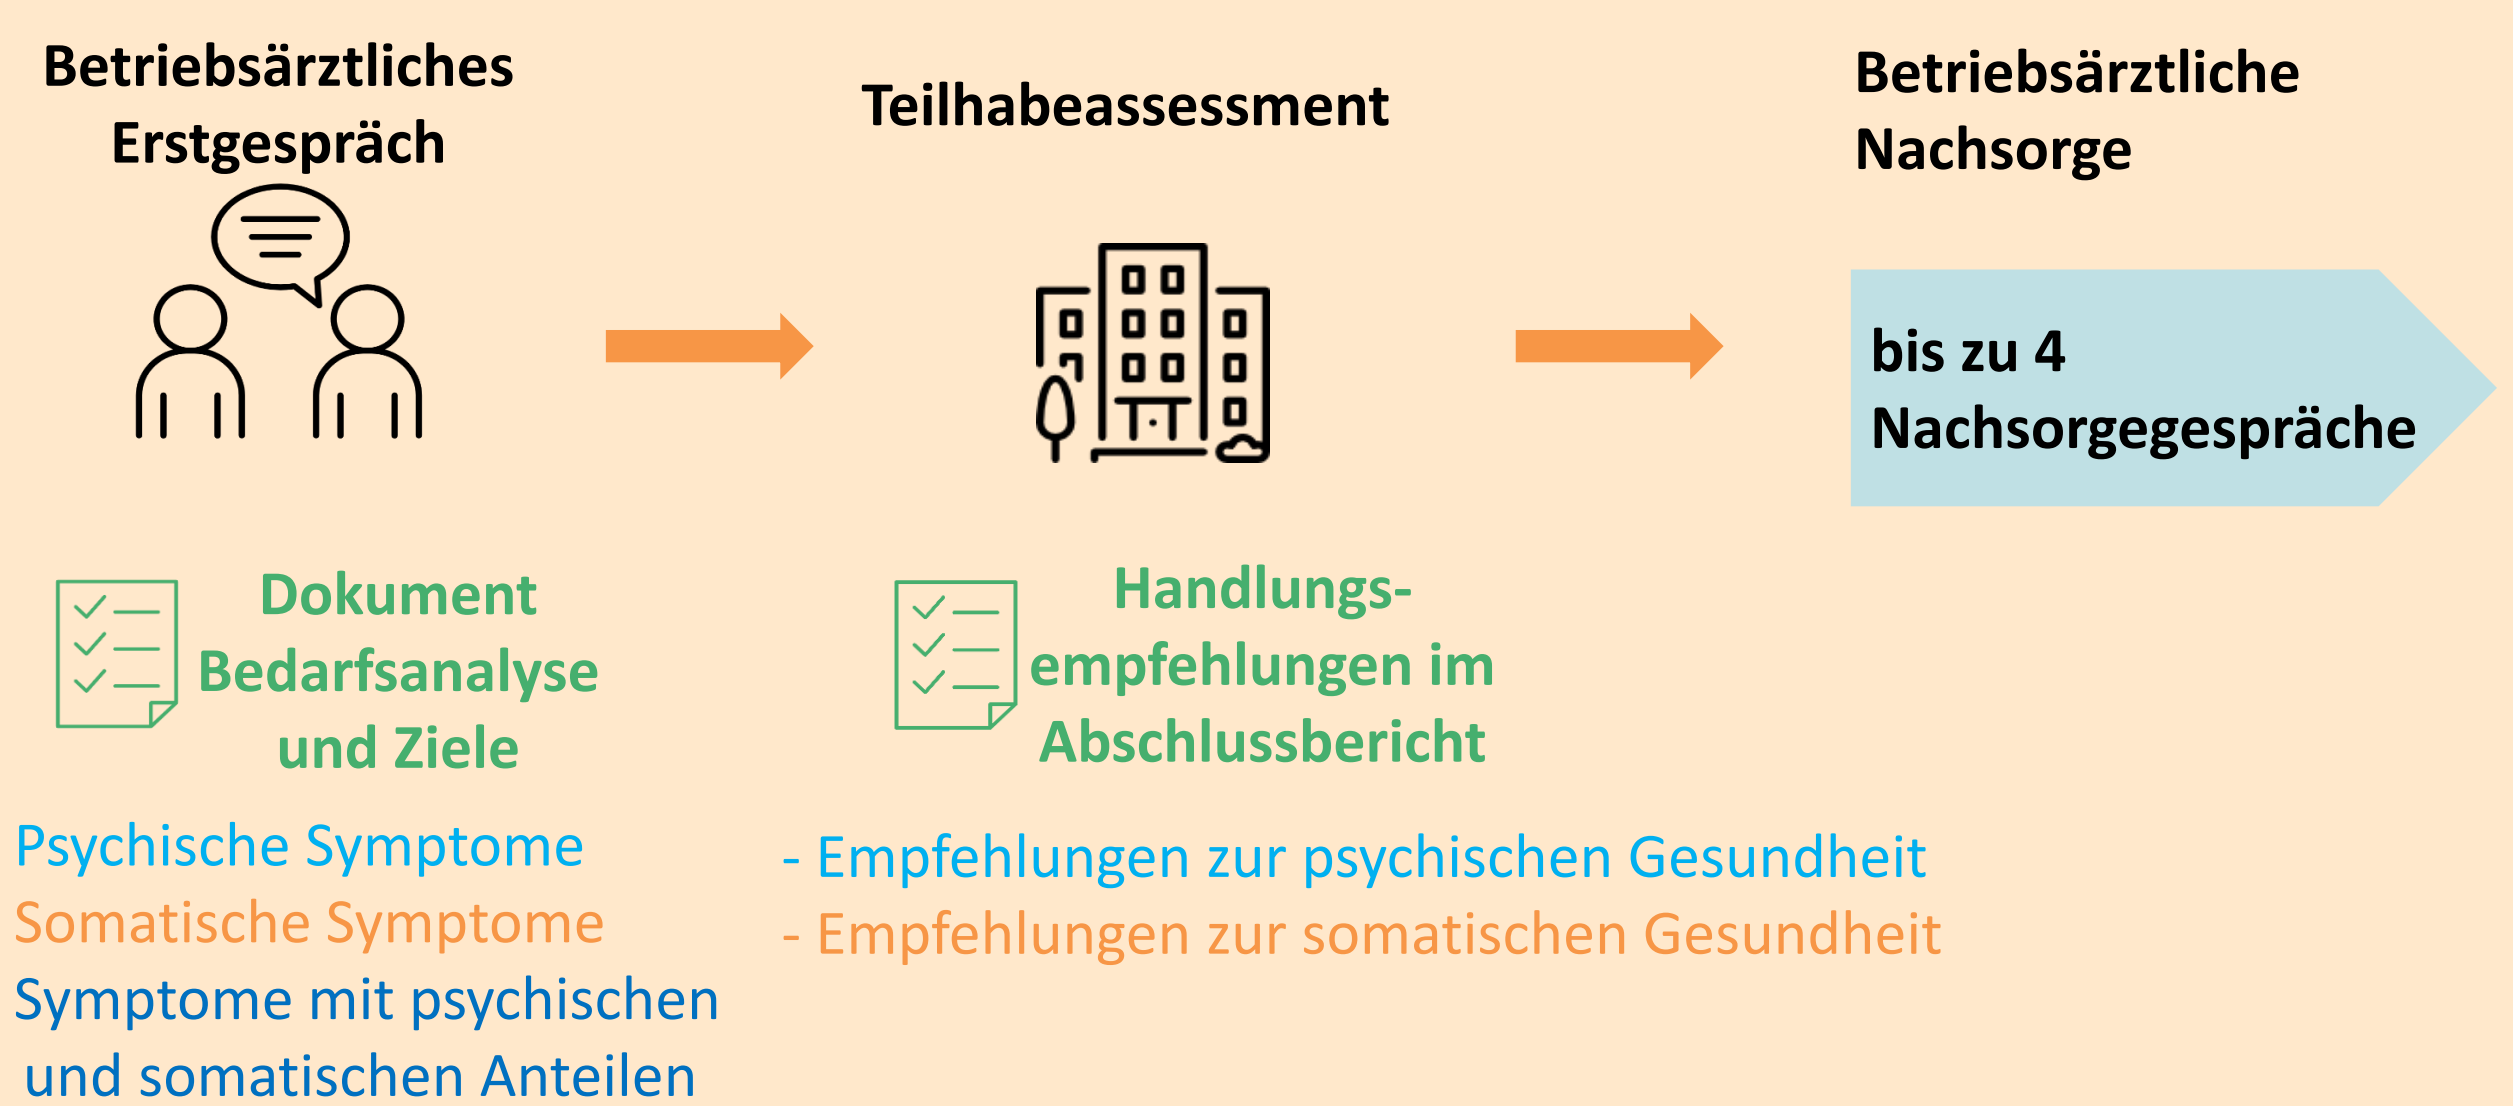 Betriebsärztliches
Erstgespräch
Teilhabeassessment
Betriebsärztliche
Nachsorge
bis zu 4
Nachsorgegespräche
Dokument
Bedarfsanalyse
und Ziele
Handlungs-
empfehlungen im
Abschlussbericht
Psychische Symptome
Somatische Symptome
Symptome mit psychischen
und somatischen Anteilen
- Empfehlungen zur psychischen Gesundheit
- Empfehlungen zur somatischen Gesundheit